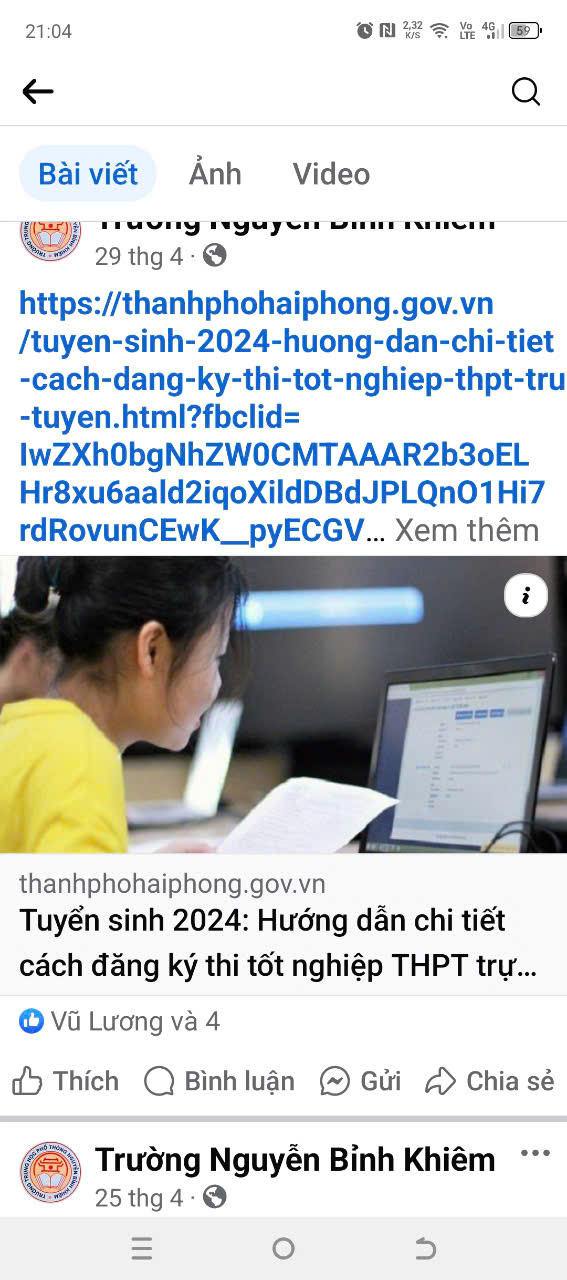 21:04
2,32
K/S
Vo
LTE
4G
59
Bài viết
Ảnh
Video
Trường Nguyễn Bỉnh Khiêm
29 thg 4 ·
https://thanhphohaiphong.gov.vn
/tuyen-sinh-2024-huong-dan-chi-tiet
-cach-dang-ky-thi-tot-nghiep-thpt-tru
-tuyen.html?fbclid=
IwZXh0bgNhZW0CMTAAAR2b3oEL
Hr8xu6aald2iqoXildDBdJPLQnO1Hi7
rdRovunCEwK__pyECGV... Xem thêm
thanhphohaiphong.gov.vn
Tuyển sinh 2024: Hướng dẫn chi tiết
cách đăng ký thi tốt nghiệp THPT trự...
Vũ Lương và 4
Thích
Bình luận
Gửi
Chia sẻ
Trường Nguyễn Bỉnh Khiêm
25 thg 4 ·